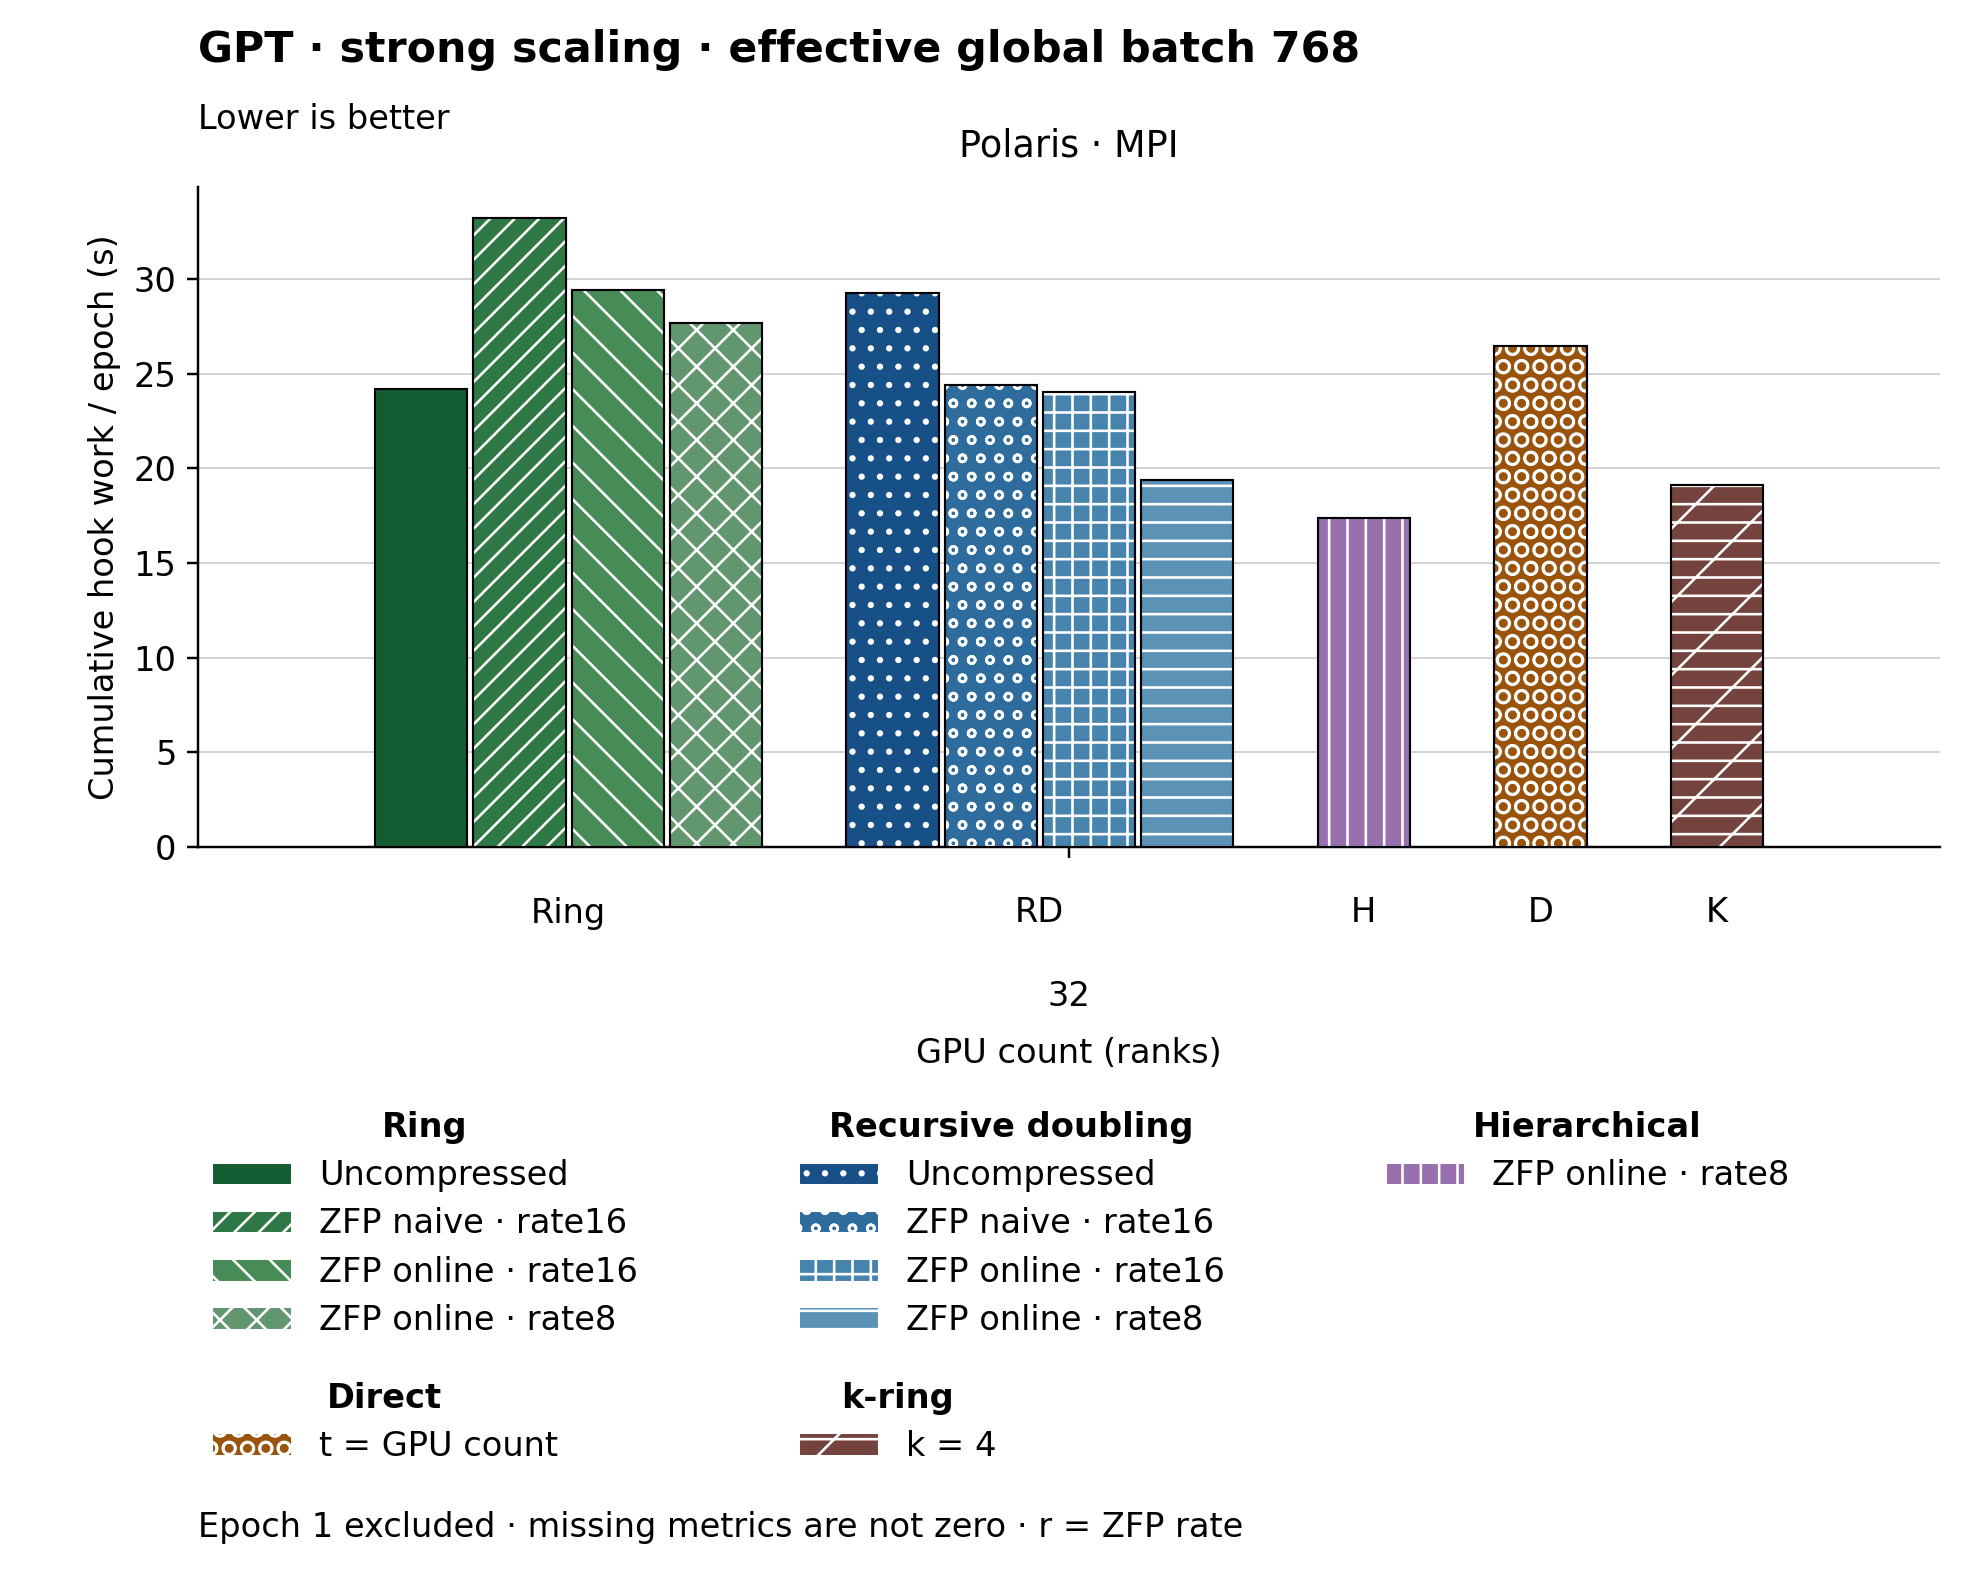 GPT · strong scaling · effective global batch 768
Lower is better
Polaris · MPI
Cumulative hook work / epoch (s)
30
25
20
15
10
5
0
Ring RD H D K
32
GPU count (ranks)
Ring
Uncompressed
ZFP naive · rate16
ZFP online · rate16
ZFP online · rate8
Recursive doubling
Uncompressed
ZFP naive · rate16
ZFP online · rate16
ZFP online · rate8
Hierarchical
ZFP online · rate8
Direct
t = GPU count
k-ring
k = 4
Epoch 1 excluded · missing metrics are not zero · r = ZFP rate